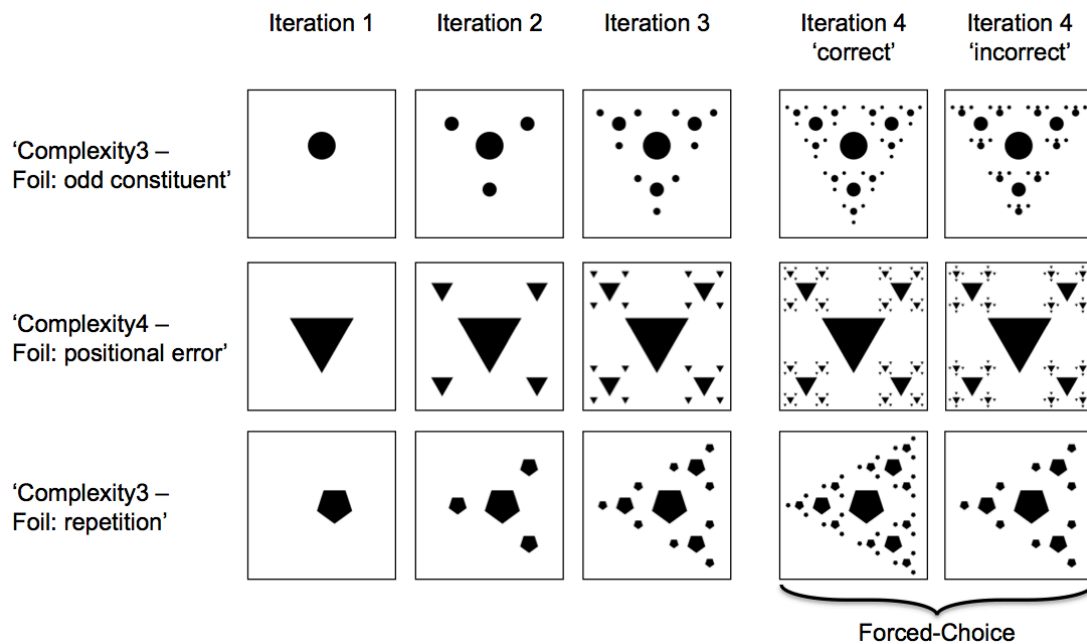 Iteration 1
Iteration 2
Iteration 3
Iteration 4
‘correct’
Iteration 4
‘incorrect’
‘Complexity3 –
Foil: odd constituent’
‘Complexity4 –
Foil: positional error’
‘Complexity3 –
Foil: repetition’
Forced-Choice